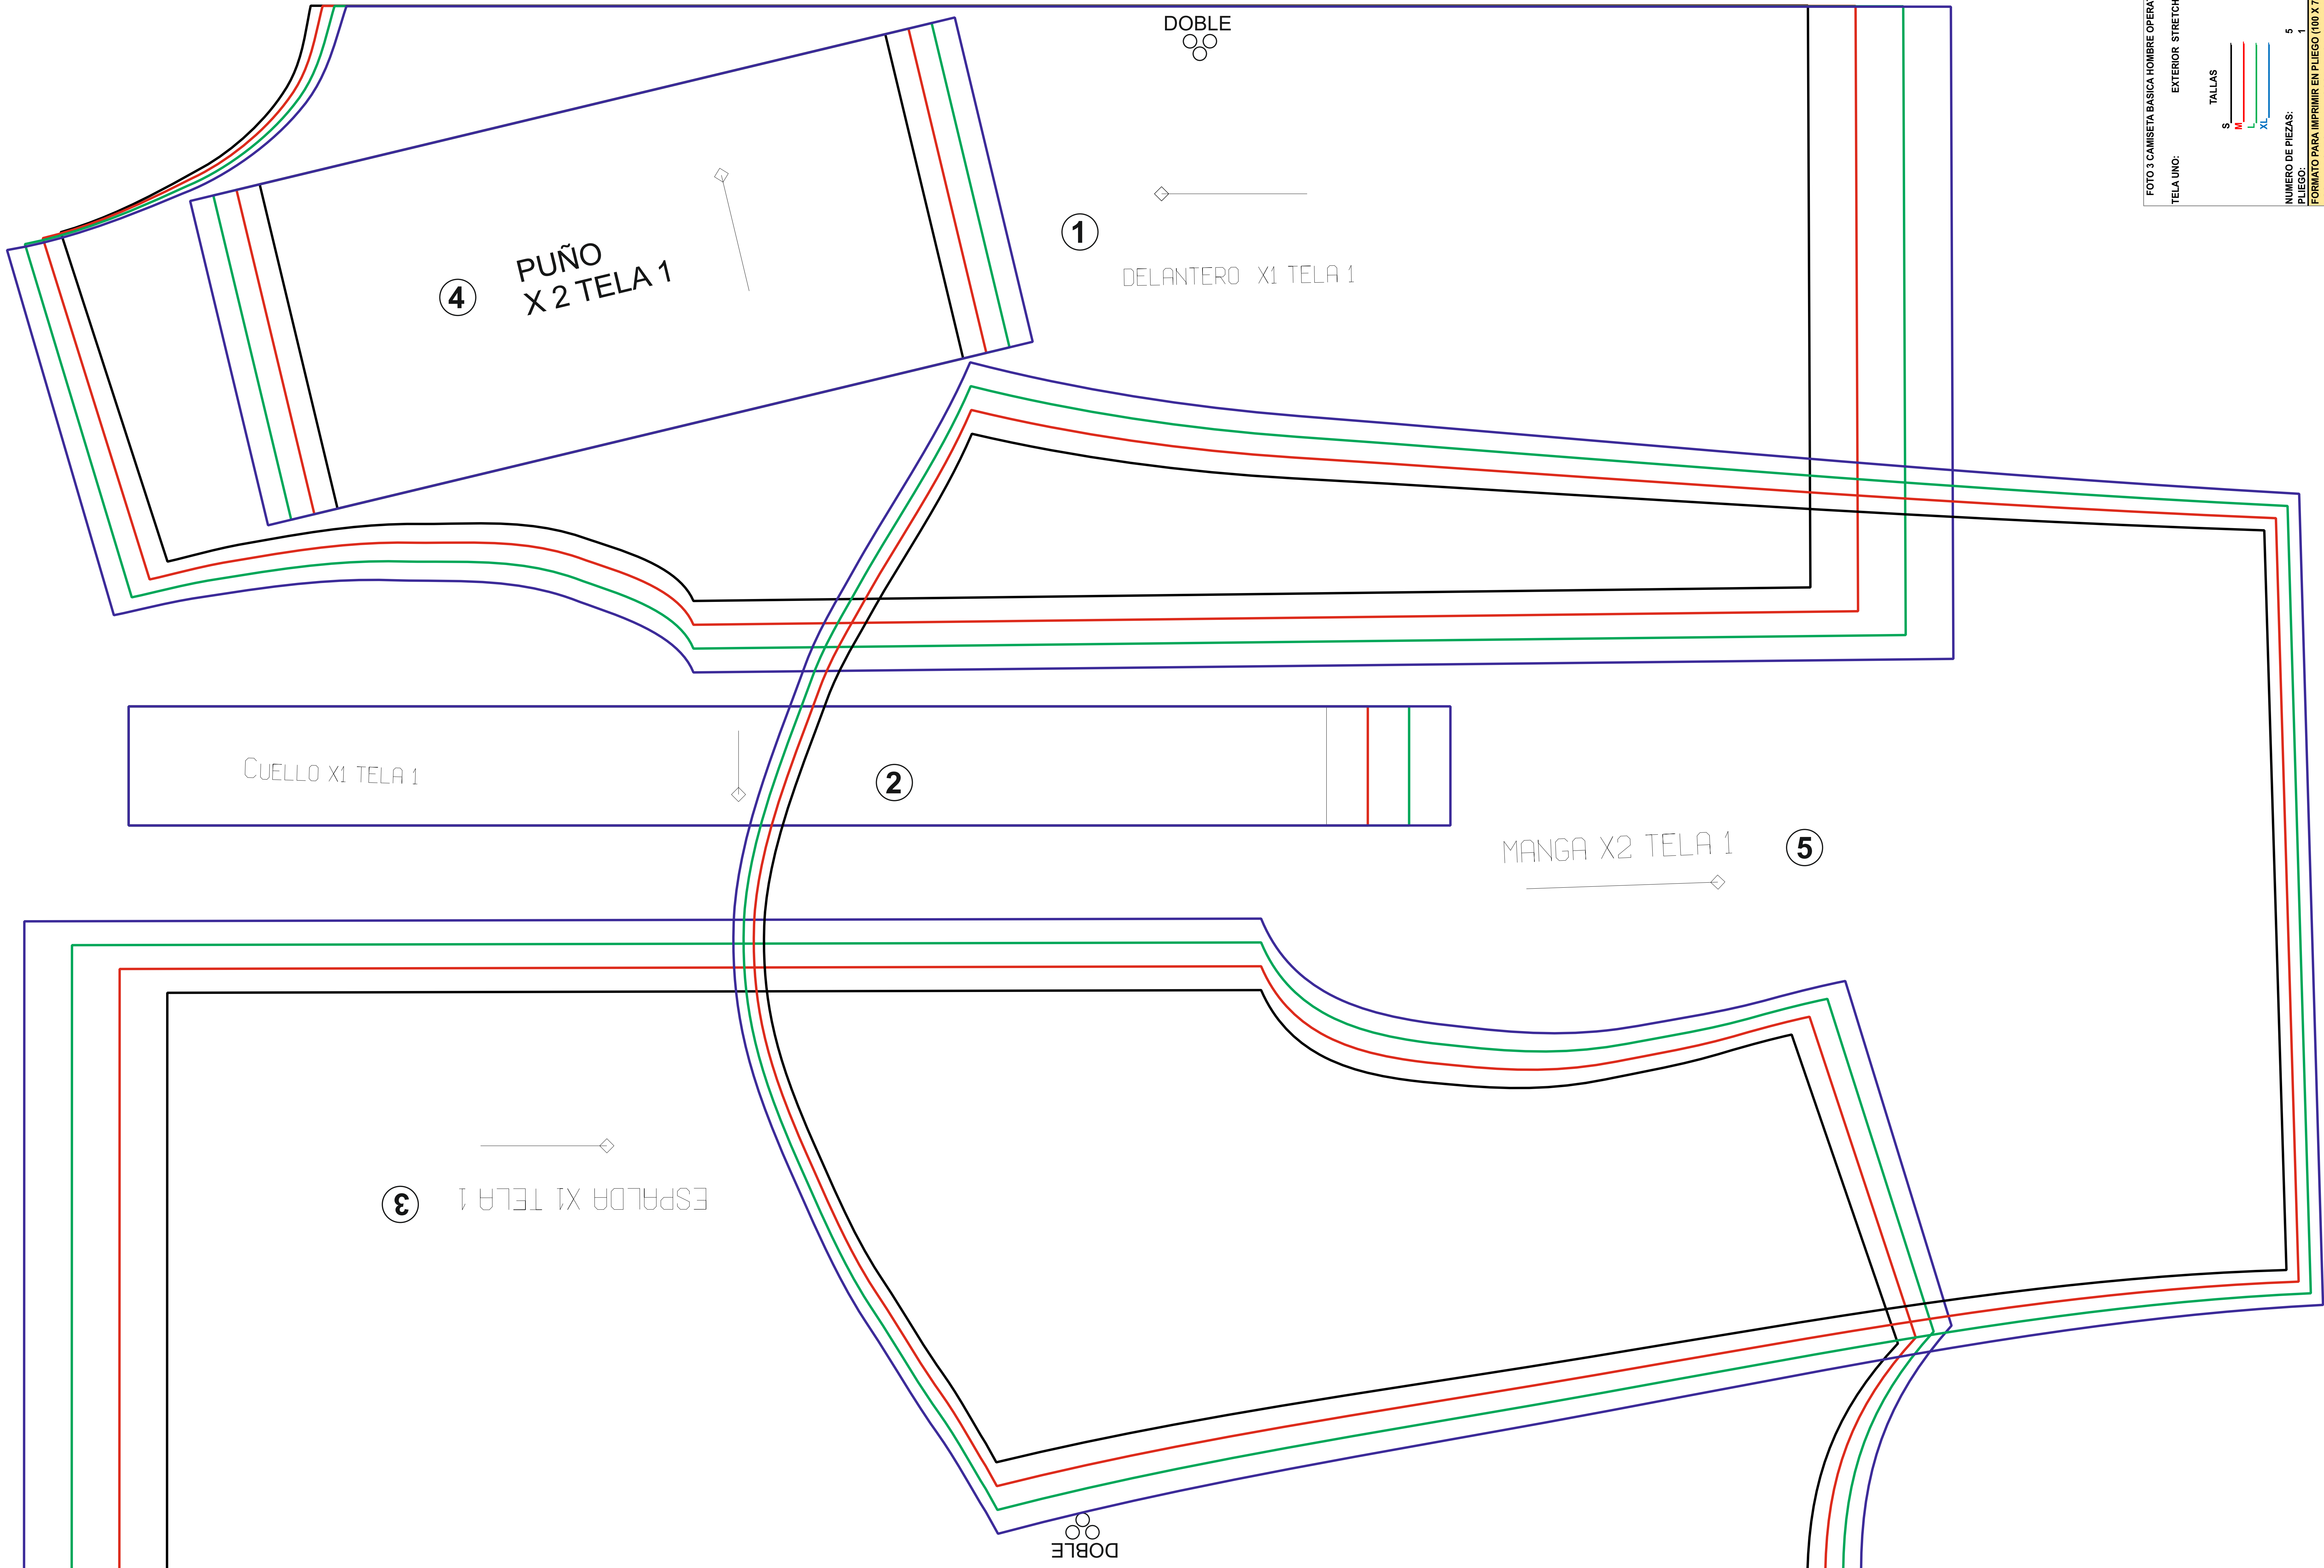 DOBLE
FOTO 3 CAMISETA BASICA HOMBRE
TELA UNO: EXTERIOR STRETCH
TALLAS
S
M
L
XL
NUMERO DE PIEZAS: 5
PLIEGO: 1
FORMATO PARA IMPRIMIR EN PLIEGO (100 X
1
DELANTERO X1 TELA 1
4
PUÑO
X 2 TELA 1
CUELLO X1 TELA 1
2
MANGA X2 TELA 1
5
3
ESPALDA X1 TELA 1
DOBLE